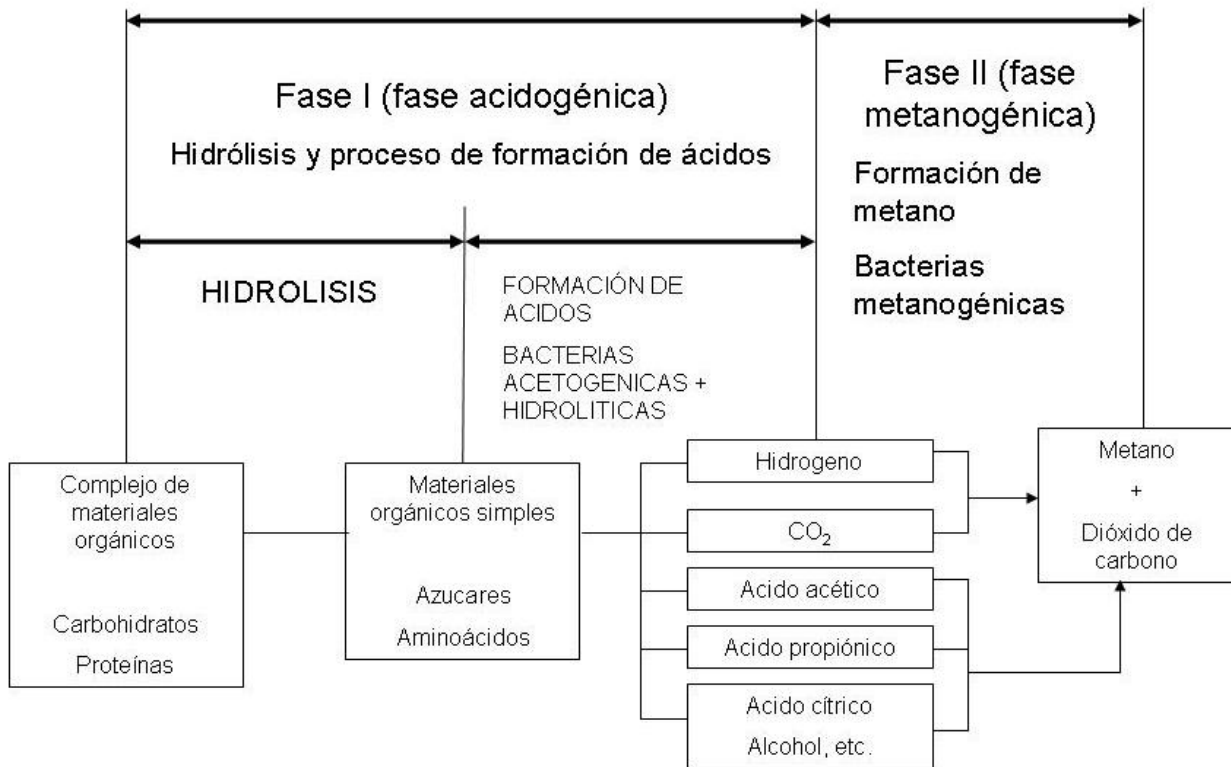 Fase I (fase acidogénica)
Hidrólisis y proceso de formación de ácidos
Fase II (fase
metanogénica)
Formación de
metano
Bacterias
metanogénicas
HIDROLISIS
FORMACIÓN DE
ACIDOS
BACTERIAS
ACETOGENICAS +
HIDROLITICAS
Complejo de
materiales
orgánicos
Carbohidratos
Proteínas
Materiales
orgánicos simples
Azucares
Aminoácidos
Hidrogeno
CO₂
Acido acético
Acido propiónico
Acido cítrico
Alcohol, etc.
Metano
+
Dióxido de
carbono